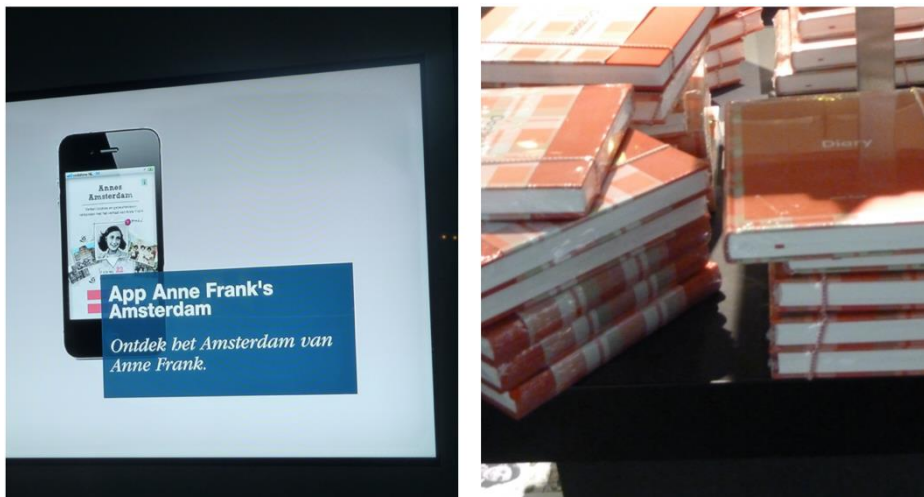 Annes
Amsterdam
App Anne Frank's
Amsterdam
Ontdek het Amsterdam van
Anne Frank.
Diary